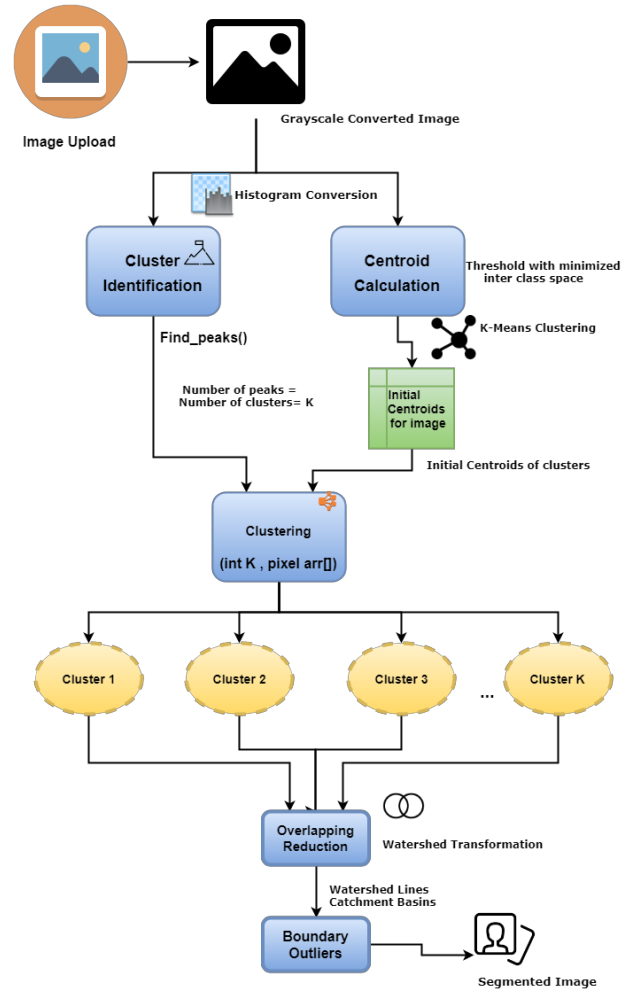 Image Upload
Grayscale Converted Image
Histogram Conversion
Cluster
Identification
Centroid
Calculation
Threshold with minimized
inter class space
Find_peaks()
K-Means Clustering
Number of peaks =
Number of clusters= K
Initial
Centroids
for image
Initial Centroids of clusters
Clustering
(int K , pixel arr[])
Cluster 1
Cluster 2
Cluster 3
...
Cluster K
Overlapping
Reduction
Watershed Transformation
Watershed Lines
Catchment Basins
Boundary
Outliers
Segmented Image